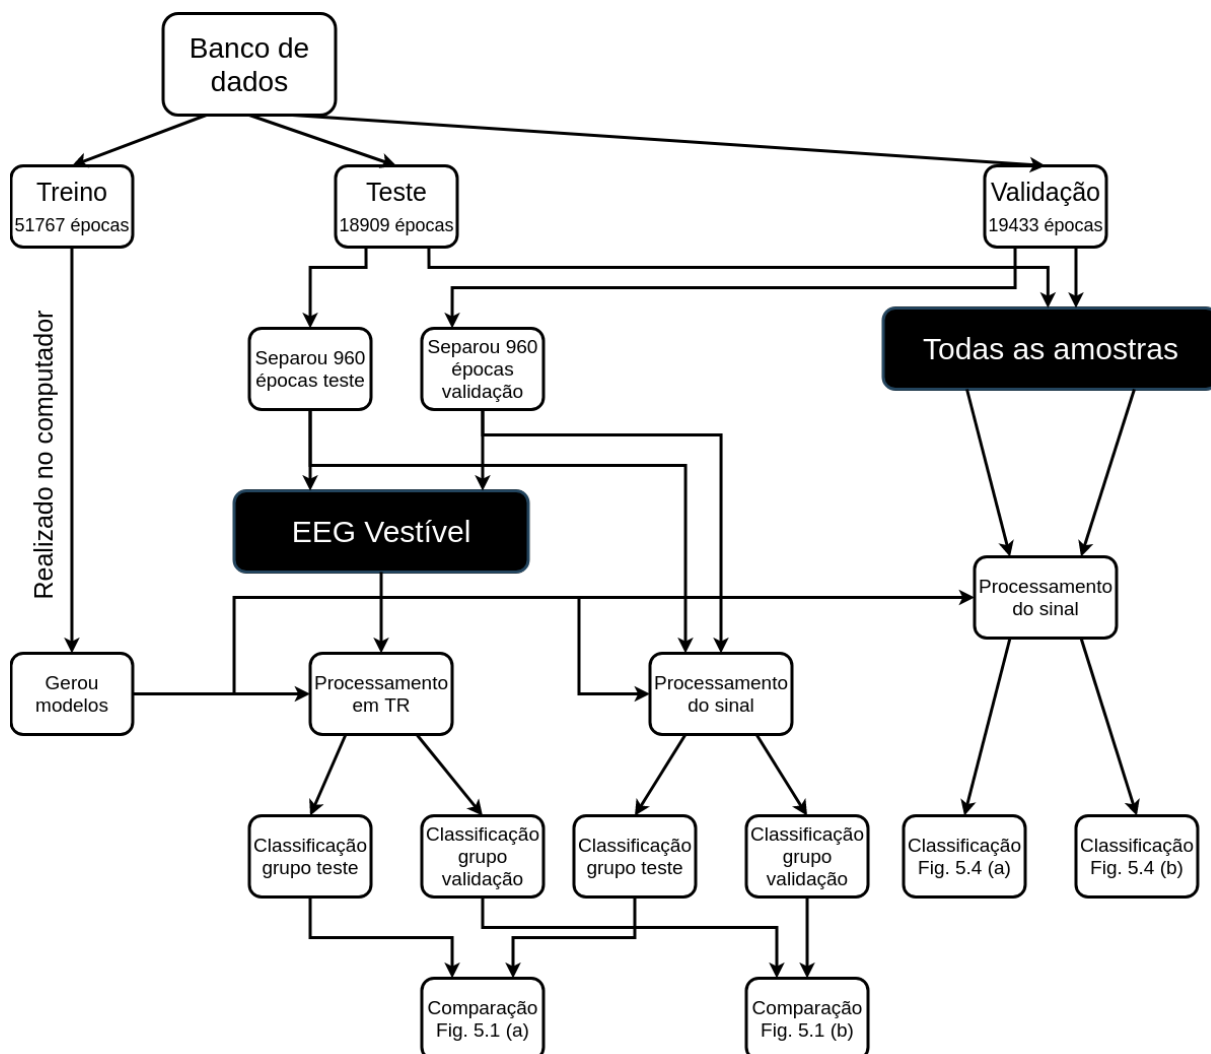 Banco de
dados
Treino
51767 épocas
Teste
18909 épocas
Validação
19433 épocas
Realizado no computador
Separou 960
épocas teste
Separou 960
épocas
validação
Todas as amostras
EEG Vestível
Processamento
do sinal
Gerou
modelos
Processamento
em TR
Processamento
do sinal
Classificação
grupo teste
Classificação
grupo
validação
Classificação
grupo teste
Classificação
grupo
validação
Classificação
Fig. 5.4 (a)
Classificação
Fig. 5.4 (b)
Comparação
Fig. 5.1 (a)
Comparação
Fig. 5.1 (b)